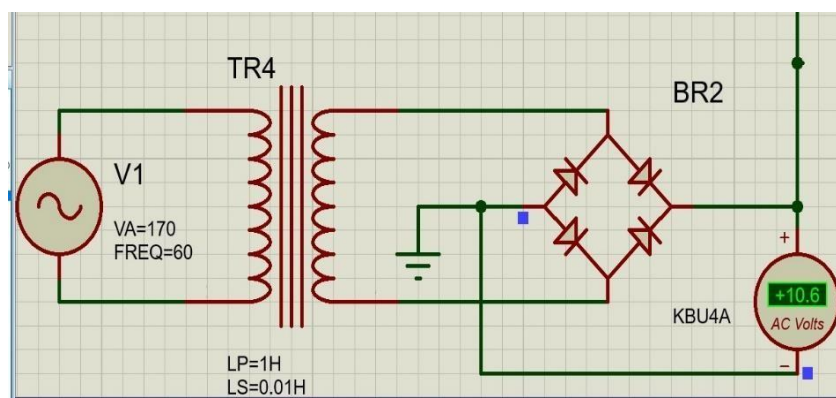 TR4
BR2
V1
VA=170
FREQ=60
+
+10.6
AC Volts
−
KBU4A
LP=1H
LS=0.01H